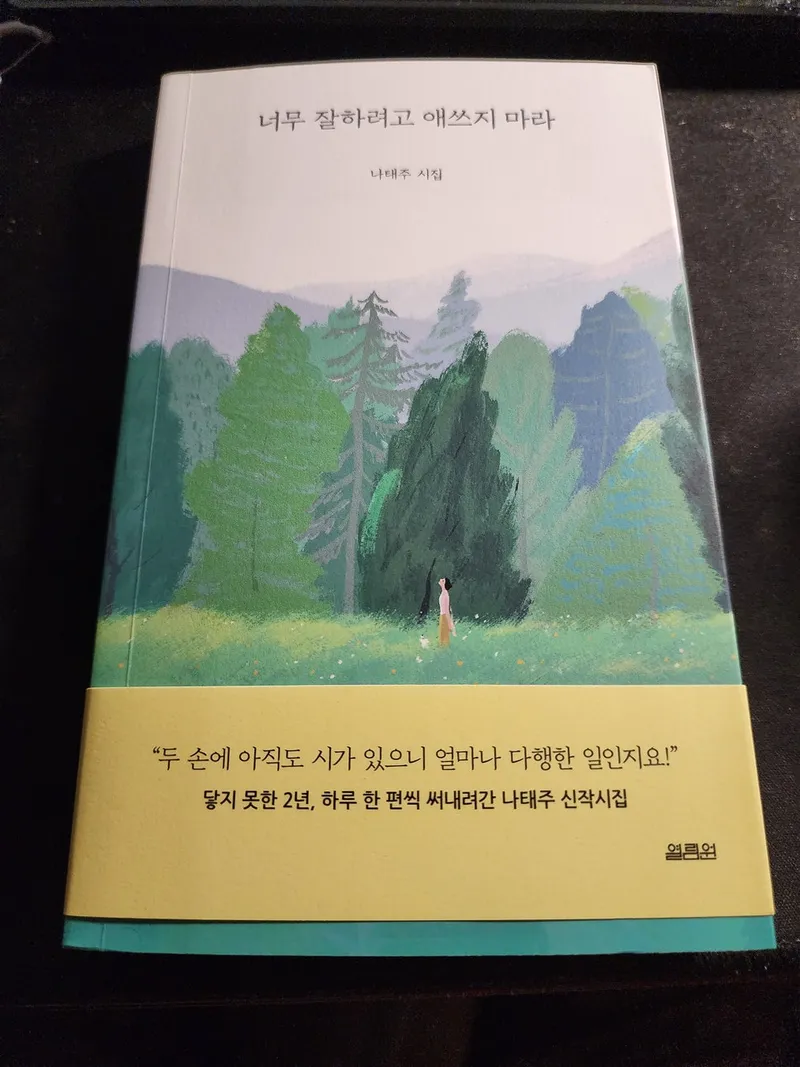 너무 잘하려고 애쓰지 마라
나태주 시집
“두 손에 아직도 시가 있으니 얼마나 다행한 일인지요!”
닿지 못한 2년, 하루 한 편씩 써내려간 나태주 신작시집
열림원